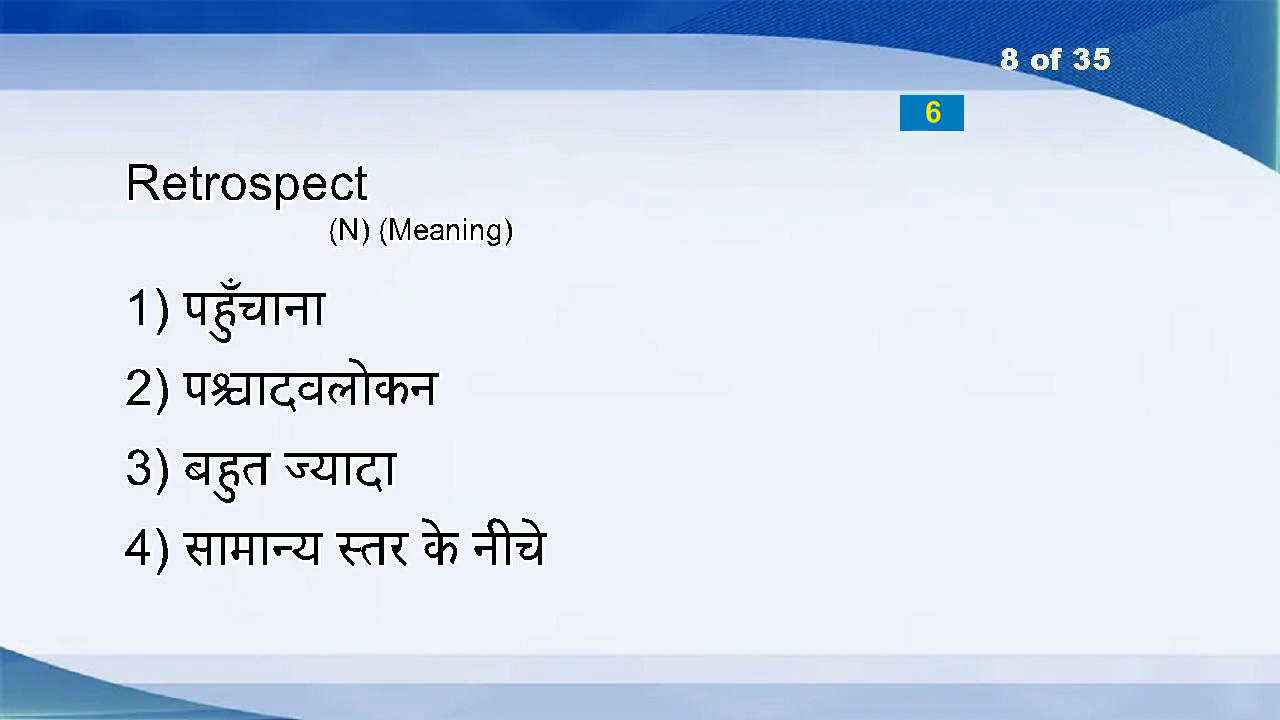 8 of 35
6
Retrospect
(N) (Meaning)
1) पहुँचाना
2) पश्चादवलोकन
3) बहुत ज्यादा
4) सामान्य स्तर के नीचे